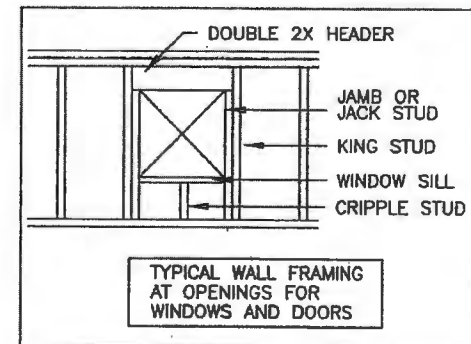 DOUBLE 2X HEADER
JAMB OR
JACK STUD
KING STUD
WINDOW SILL
CRIPPLE STUD
TYPICAL WALL FRAMING
AT OPENINGS FOR
WINDOWS AND DOORS